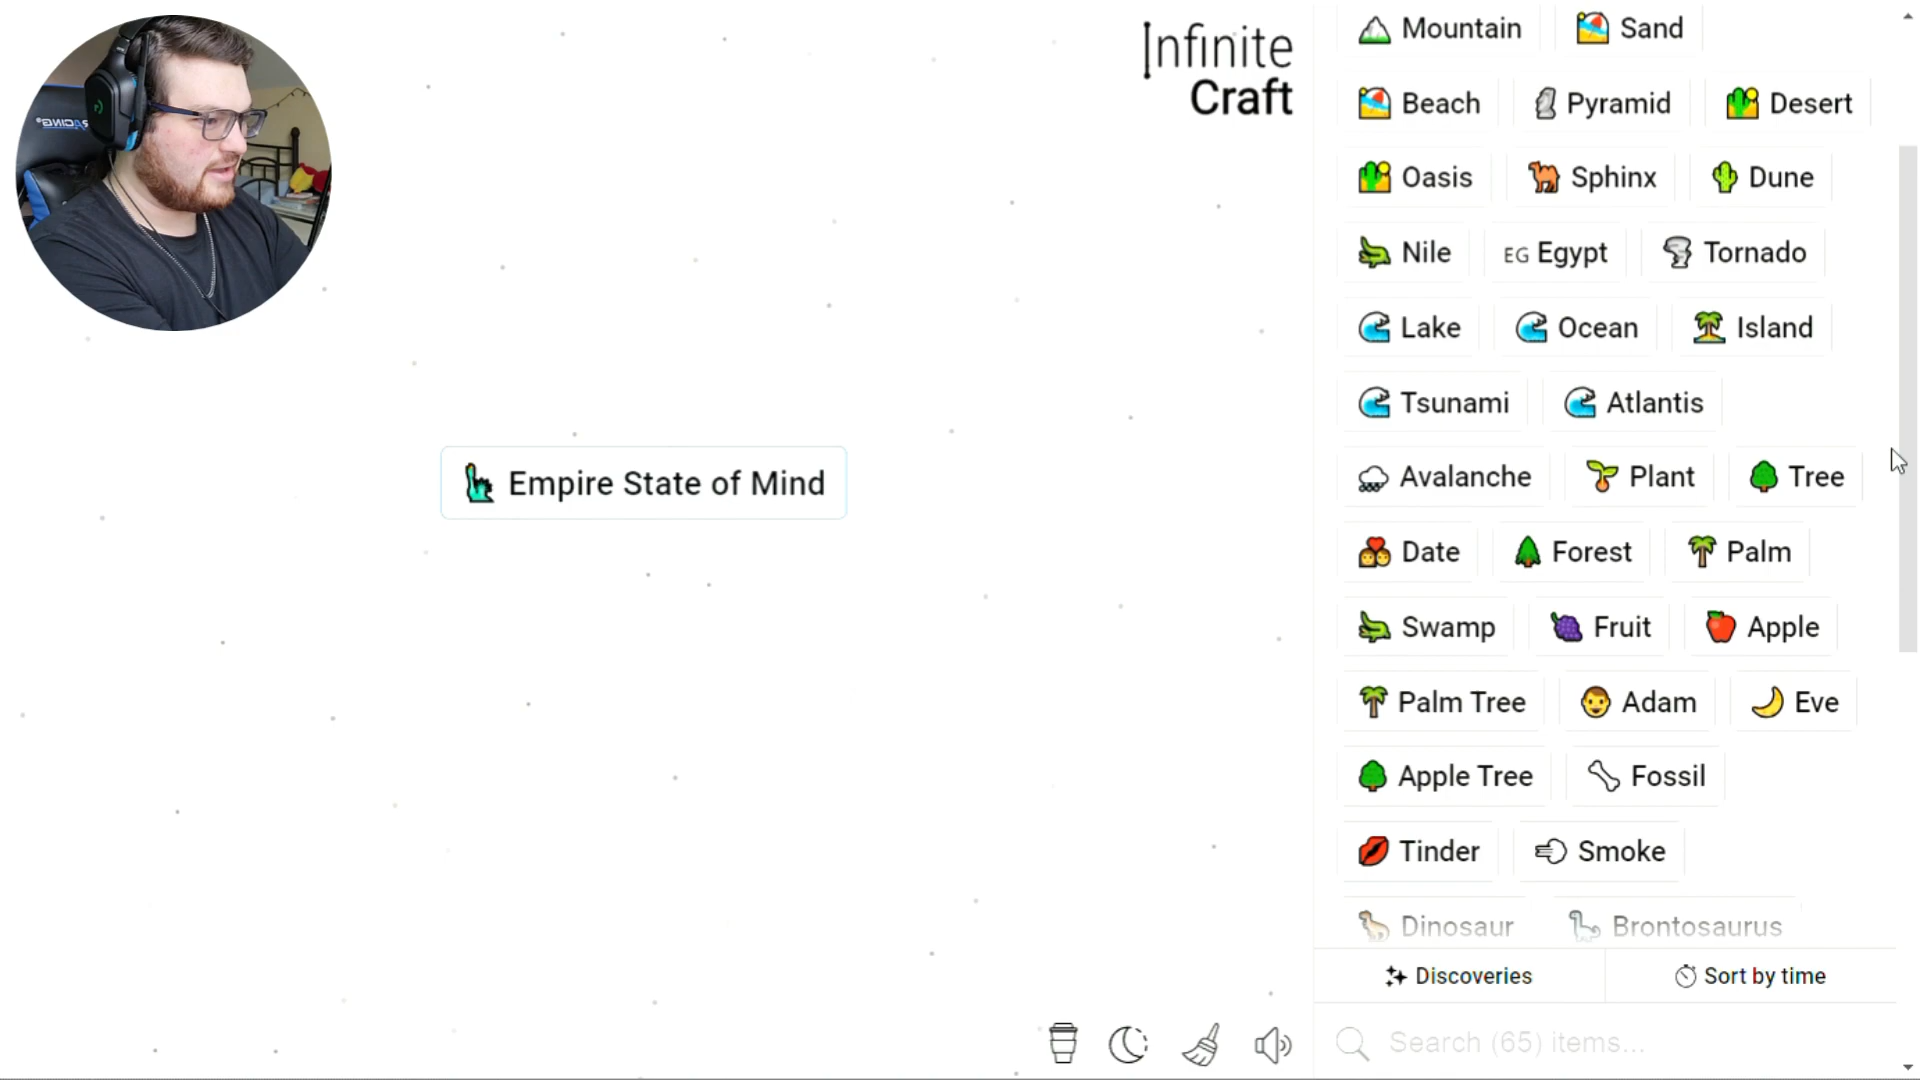 Infinite
Craft
Mountain Sand
Beach Pyramid Desert
Oasis Sphinx Dune
Nile EG Egypt Tornado
Lake Ocean Island
Tsunami Atlantis
Empire State of Mind
Avalanche Plant Tree
Date Forest Palm
Swamp Fruit Apple
Palm Tree Adam Eve
Apple Tree Fossil
Tinder Smoke
Dinosaur Brontosaurus
Discoveries Sort by time
Search (65) items...